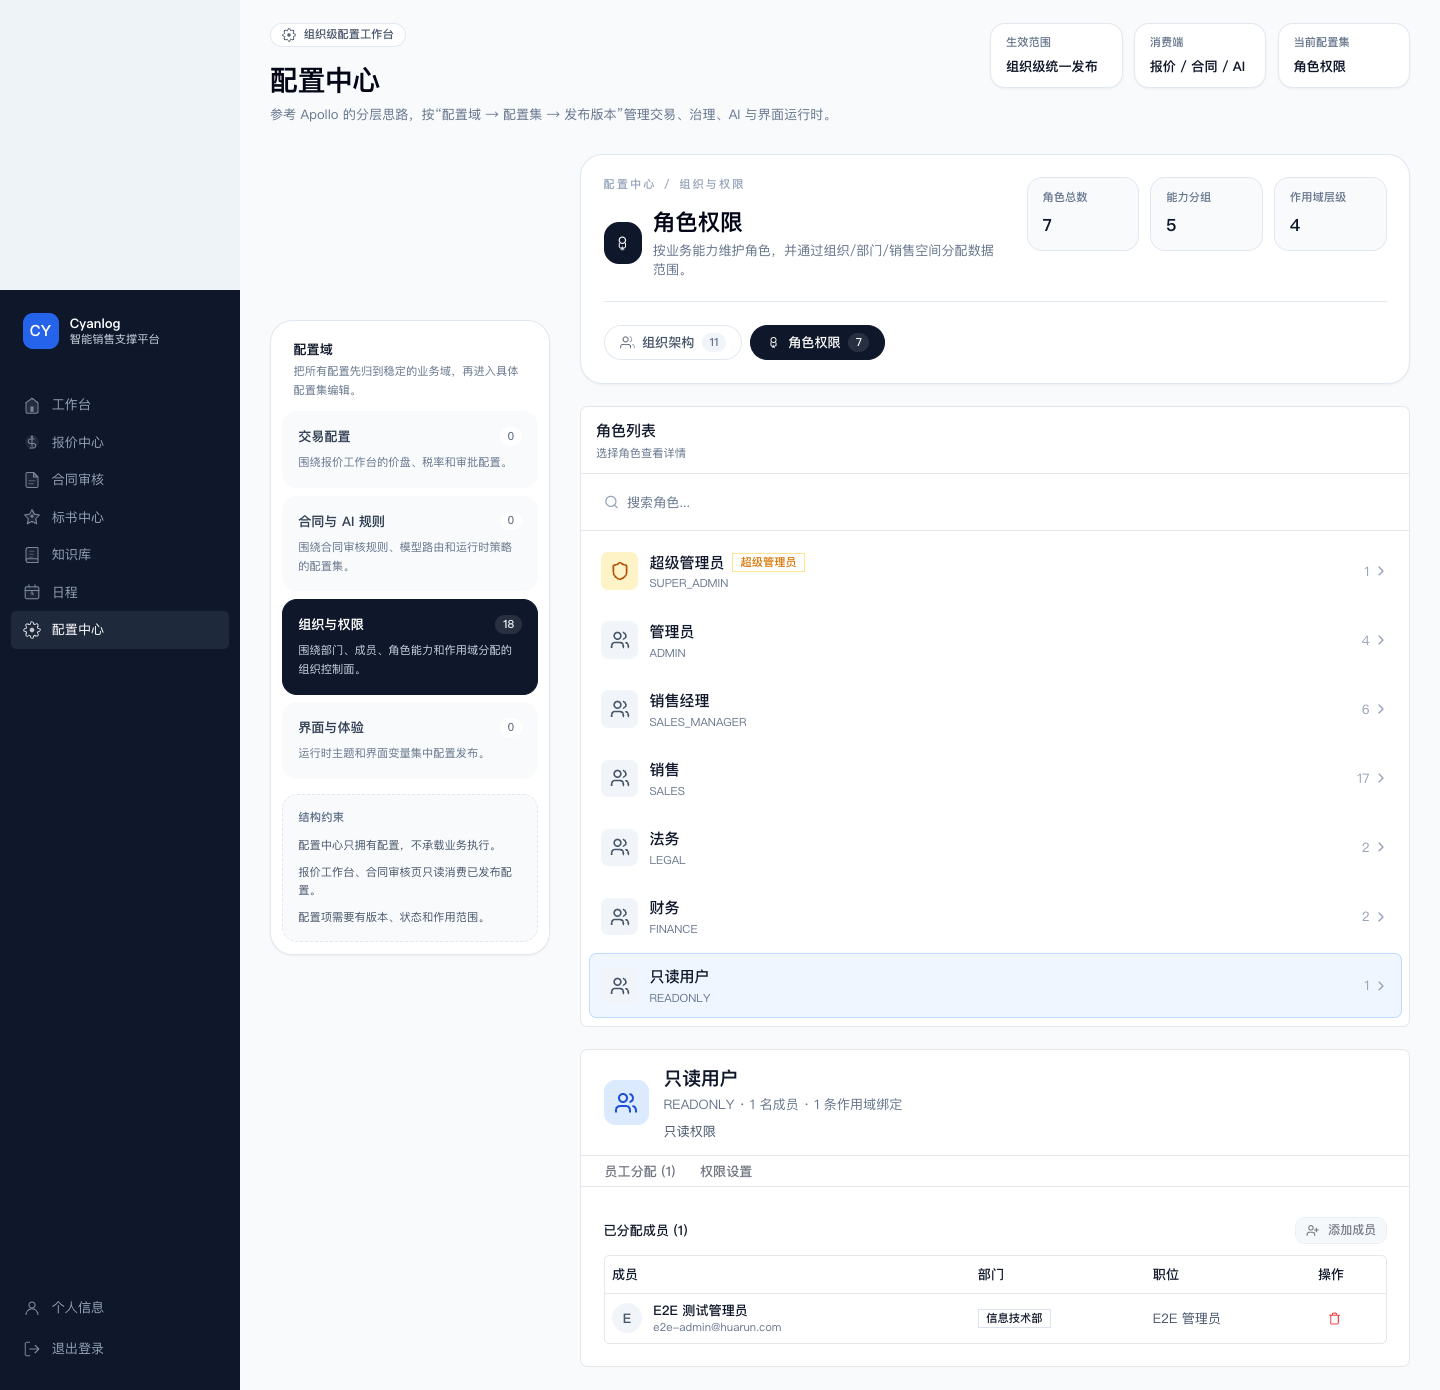 CY
Cyanlog
智能销售支撑平台
工作台
报价中心
合同审核
标书中心
知识库
日程
配置中心
个人信息
退出登录
组织级配置工作台
配置中心
参考 Apollo 的分层思路，按“配置域 → 配置集 → 发布版本”管理交易、治理、AI 与界面运行时。
生效范围
组织级统一发布
消费端
报价 / 合同 / AI
当前配置集
角色权限
配置域
把所有配置先归到稳定的业务域，再进入具体
配置集编辑。
交易配置
0
围绕报价工作台的价盘、税率和审批配置。
合同与 AI 规则
0
围绕合同审核规则、模型路由和运行时策略
的配置集。
组织与权限
18
围绕部门、成员、角色能力和作用域分配的
组织控制面。
界面与体验
0
运行时主题和界面变量集中配置发布。
结构约束
配置中心只拥有配置，不承载业务执行。
报价工作台、合同审核页只读消费已发布配
置。
配置项需要有版本、状态和作用范围。
配置中心 / 组织与权限
角色权限
按业务能力维护角色，并通过组织/部门/销售空间分配数据
范围。
角色总数
7
能力分组
5
作用域层级
4
组织架构 11
角色权限 7
角色列表
选择角色查看详情
搜索角色...
超级管理员 超级管理员
SUPER_ADMIN
1
管理员
ADMIN
4
销售经理
SALES_MANAGER
6
销售
SALES
17
法务
LEGAL
2
财务
FINANCE
2
只读用户
READONLY
1
只读用户
READONLY · 1 名成员 · 1 条作用域绑定
只读权限
员工分配 (1) 权限设置
已分配成员 (1)
添加成员
成员 部门 职位 操作
E
E2E 测试管理员
e2e-admin@huarun.com
信息技术部
E2E 管理员